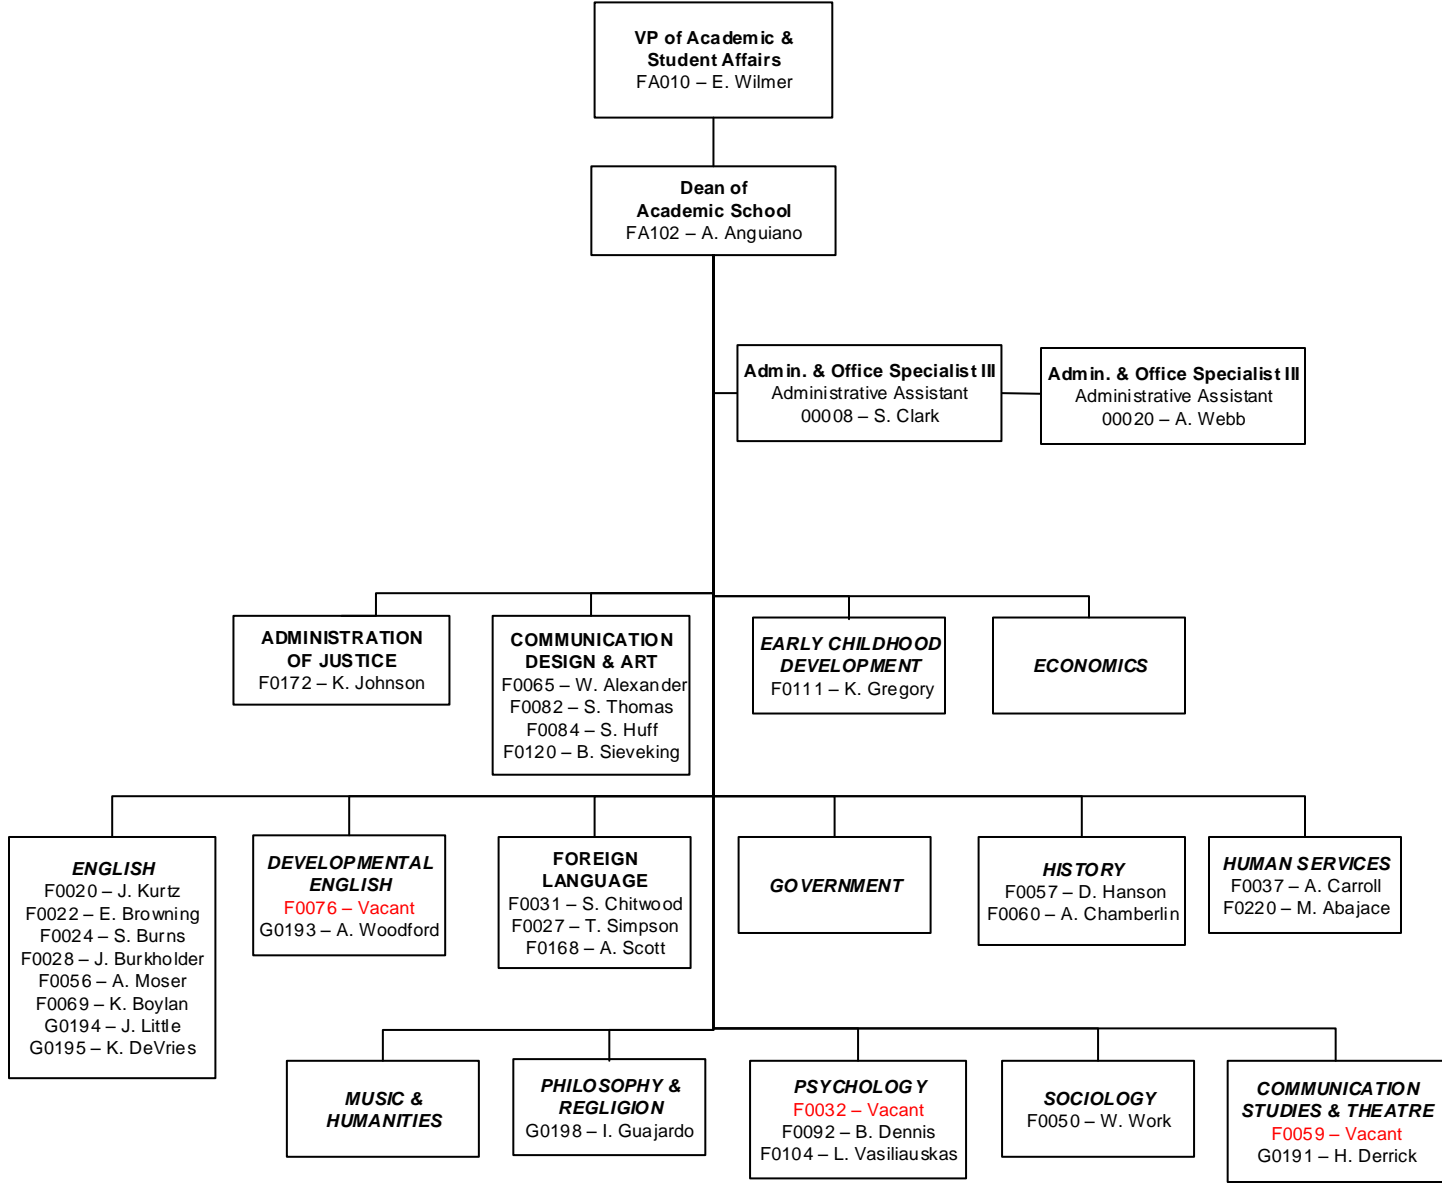 VP of Academic &
Student Affairs
FA010 – E. Wilmer
Dean of
Academic School
FA102 – A. Anguiano
Admin. & Office Specialist III
Administrative Assistant
00008 – S. Clark
Admin. & Office Specialist III
Administrative Assistant
00020 – A. Webb
ADMINISTRATION
OF JUSTICE
F0172 – K. Johnson
COMMUNICATION
DESIGN & ART
F0065 – W. Alexander
F0082 – S. Thomas
F0084 – S. Huff
F0120 – B. Sieveking
EARLY CHILDHOOD
DEVELOPMENT
F0111 – K. Gregory
ECONOMICS
ENGLISH
F0020 – J. Kurtz
F0022 – E. Browning
F0024 – S. Burns
F0028 – J. Burkholder
F0056 – A. Moser
F0069 – K. Boylan
G0194 – J. Little
G0195 – K. DeVries
DEVELOPMENTAL
ENGLISH
F0076 – Vacant
G0193 – A. Woodford
FOREIGN
LANGUAGE
F0031 – S. Chitwood
F0027 – T. Simpson
F0168 – A. Scott
GOVERNMENT
HISTORY
F0057 – D. Hanson
F0060 – A. Chamberlin
HUMAN SERVICES
F0037 – A. Carroll
F0220 – M. Abajace
MUSIC &
HUMANITIES
PHILOSOPHY &
REGLIGION
G0198 – I. Guajardo
PSYCHOLOGY
F0032 – Vacant
F0092 – B. Dennis
F0104 – L. Vasiliauskas
SOCIOLOGY
F0050 – W. Work
COMMUNICATION
STUDIES & THEATRE
F0059 – Vacant
G0191 – H. Derrick